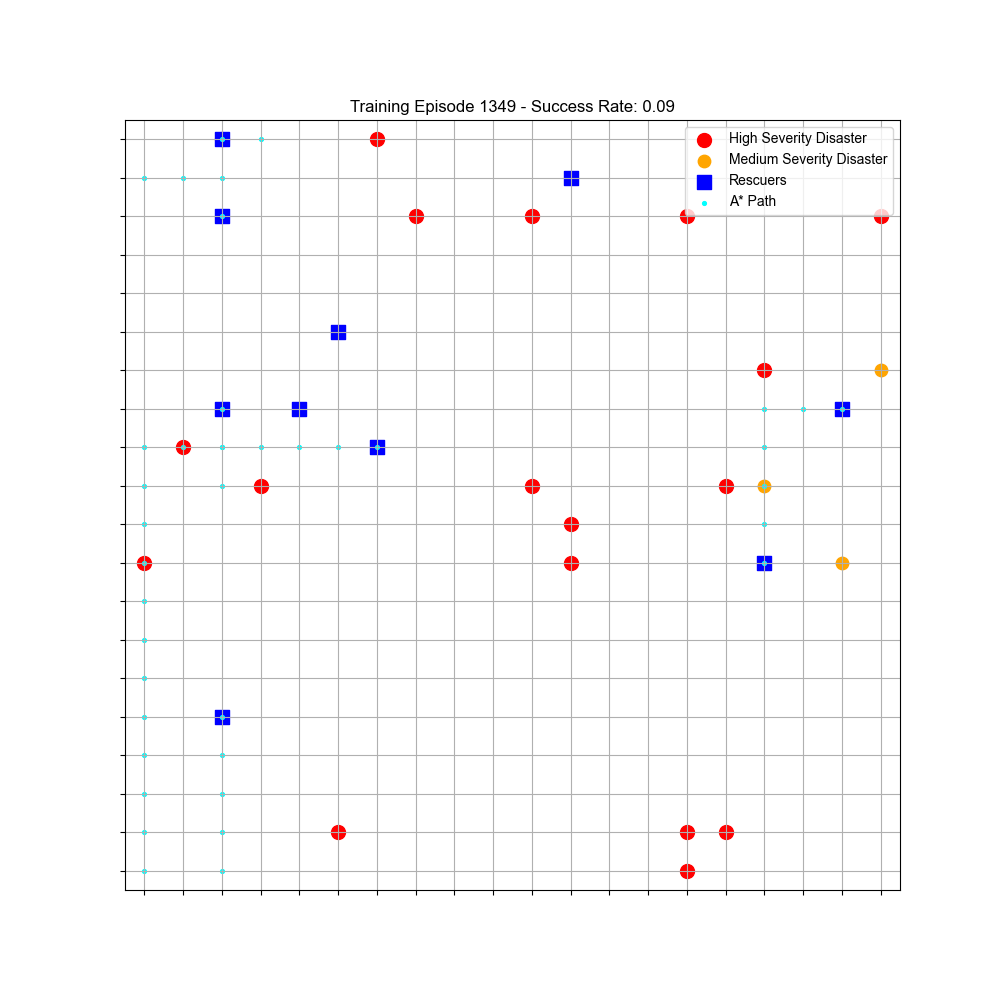 Training Episode 1349 - Success Rate: 0.09
High Severity Disaster
Medium Severity Disaster
Rescuers
A* Path